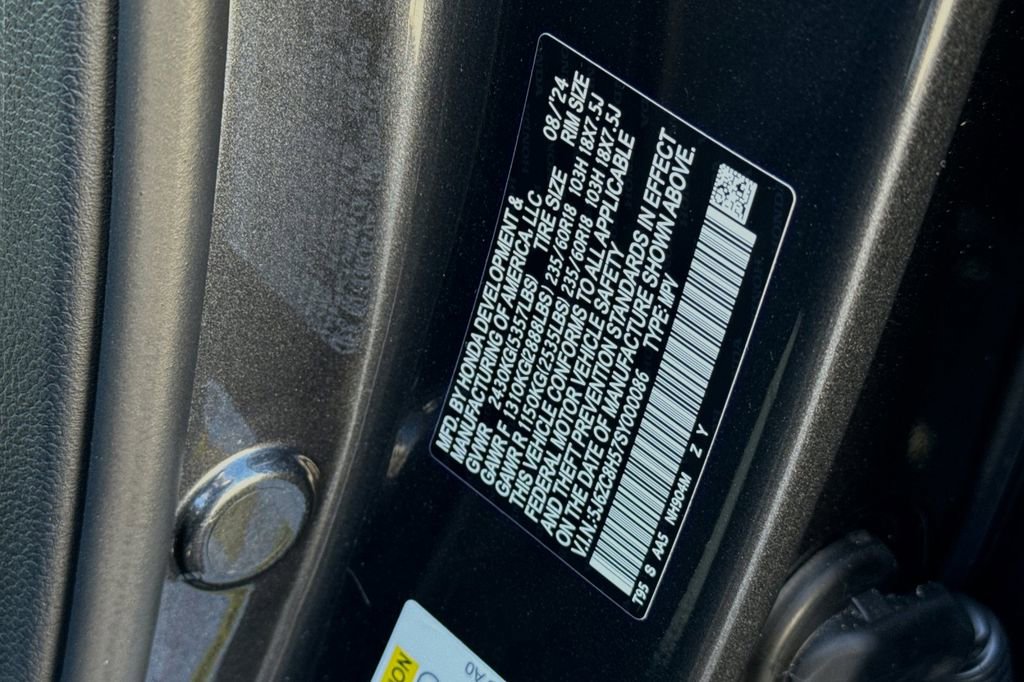 MFD. BY HONDA DEVELOPMENT &
MANUFACTURING OF AMERICA, LLC 08/'24
GVWR 2430KG(5357LBS) TIRE SIZE RIM SIZE
GAWR F 1310KG(2888LBS) 235/60R18 103H 18X7.5J
GAWR R 1150KG(2535LBS) 235/60R18 103H 18X7.5J
THIS VEHICLE CONFORMS TO ALL APPLICABLE
FEDERAL MOTOR VEHICLE SAFETY
AND THEFT PREVENTION STANDARDS IN EFFECT
ON THE DATE OF MANUFACTURE SHOWN ABOVE.
V.I.N.: 5J6ZC8H57SY000086 TYPE: MPV
T95 S AA5 NH904M Z Y
A0